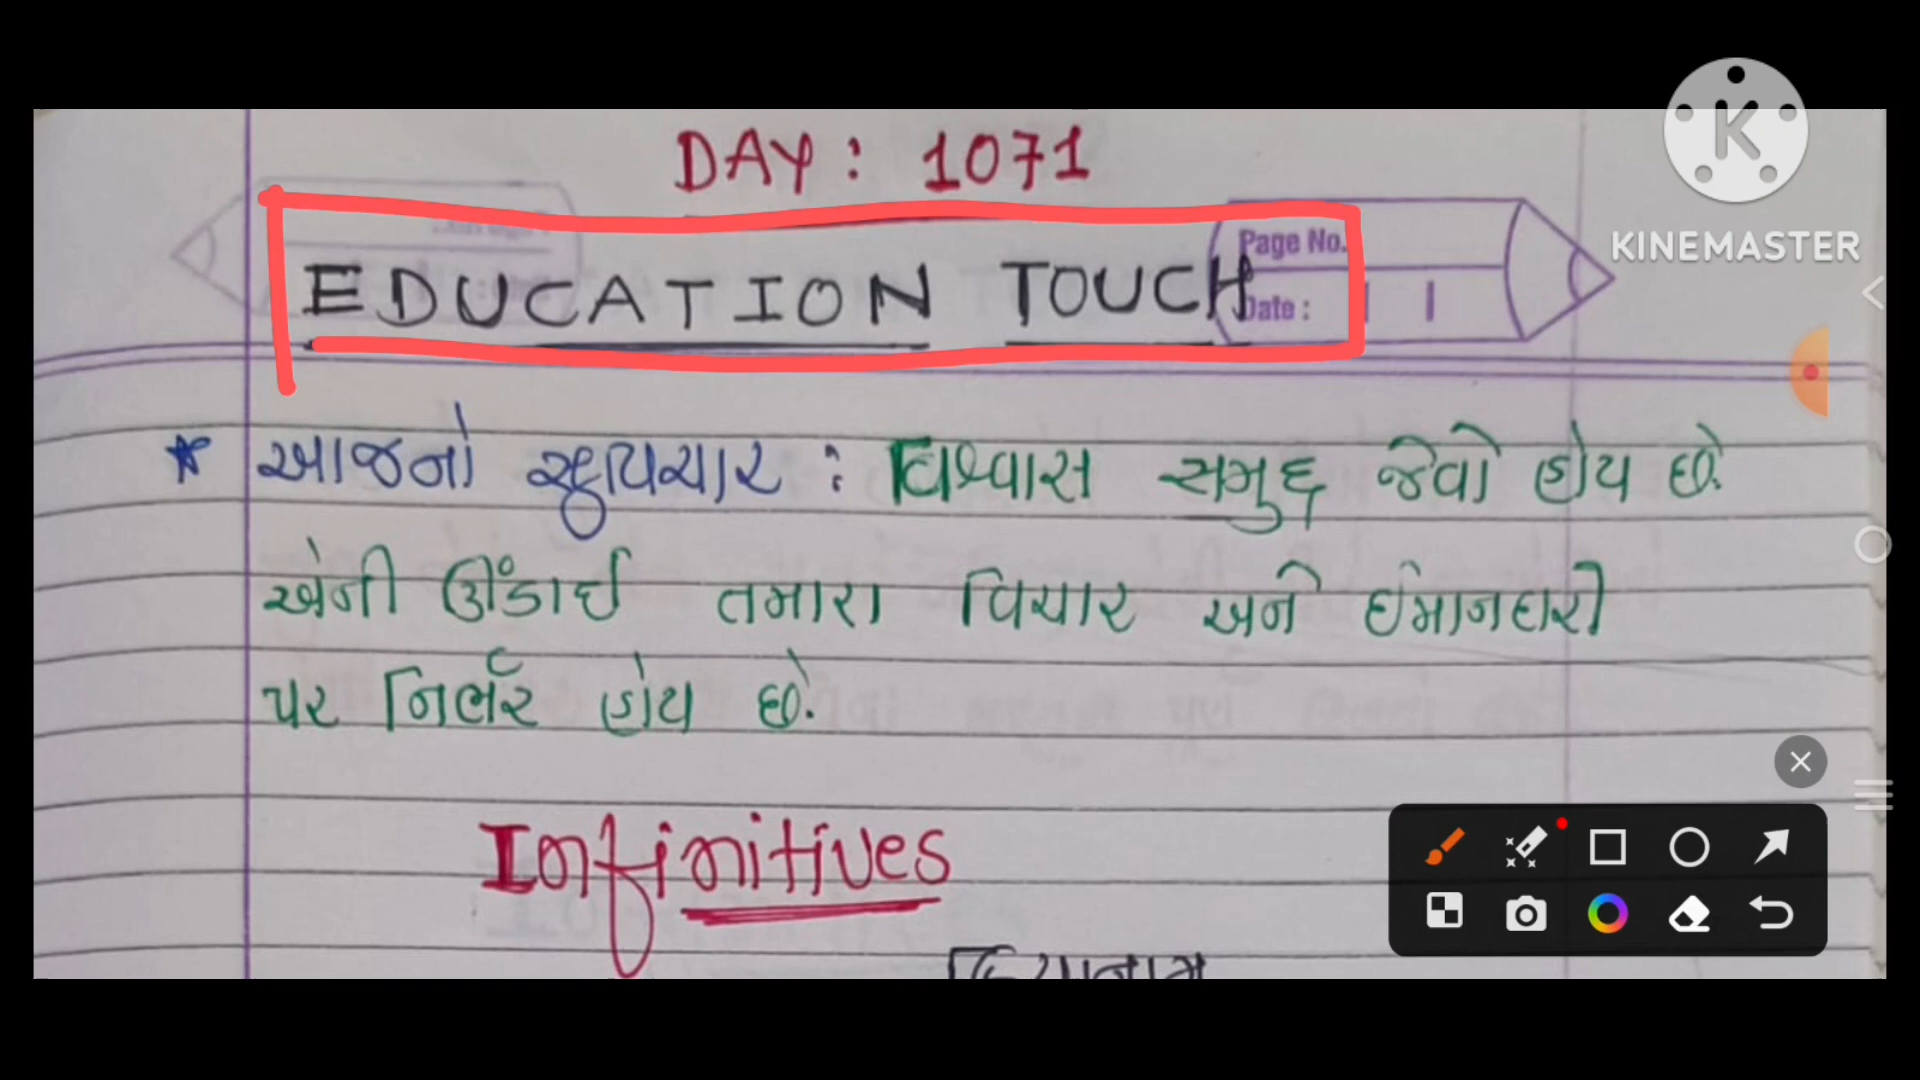 DAY : 1071
EDUCATION TOUCH
Page No.
Date :
KINEMASTER
* આજનો સુવિચાર : વિશ્વાસ સમુદ્ર જેવો હોય છે.
એની ઊંડાઈ તમારા વિચાર અને ઈમાનદારી
પર નિર્ભર હોય છે.
Infinitives